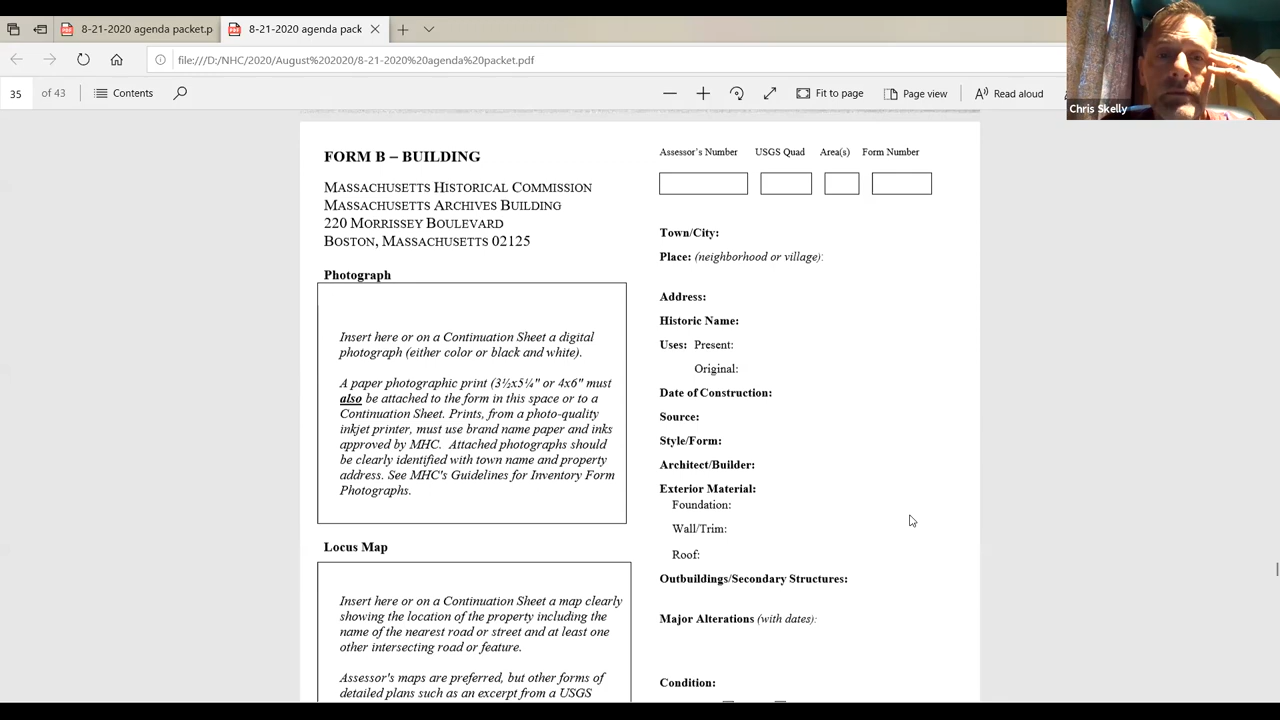 8-21-2020 agenda packet.p
8-21-2020 agenda pack
file:///D:/NHC/2020/August%202020/8-21-2020%20agenda%20packet.pdf
35 of 43
Contents
Fit to page
Page view
Read aloud
Chris Skelly
FORM B – BUILDING
MASSACHUSETTS HISTORICAL COMMISSION
MASSACHUSETTS ARCHIVES BUILDING
220 MORRISSEY BOULEVARD
BOSTON, MASSACHUSETTS 02125
Photograph
Insert here or on a Continuation Sheet a digital
photograph (either color or black and white).
A paper photographic print (3½x5¼" or 4x6" must
also be attached to the form in this space or to a
Continuation Sheet. Prints, from a photo-quality
inkjet printer, must use brand name paper and inks
approved by MHC. Attached photographs should
be clearly identified with town name and property
address. See MHC's Guidelines for Inventory Form
Photographs.
Locus Map
Insert here or on a Continuation Sheet a map clearly
showing the location of the property including the
name of the nearest road or street and at least one
other intersecting road or feature.
Assessor's maps are preferred, but other forms of
detailed plans such as an excerpt from a USGS
Assessor's Number USGS Quad Area(s) Form Number
Town/City:
Place: (neighborhood or village):
Address:
Historic Name:
Uses: Present:
Original:
Date of Construction:
Source:
Style/Form:
Architect/Builder:
Exterior Material:
Foundation:
Wall/Trim:
Roof:
Outbuildings/Secondary Structures:
Major Alterations (with dates):
Condition: